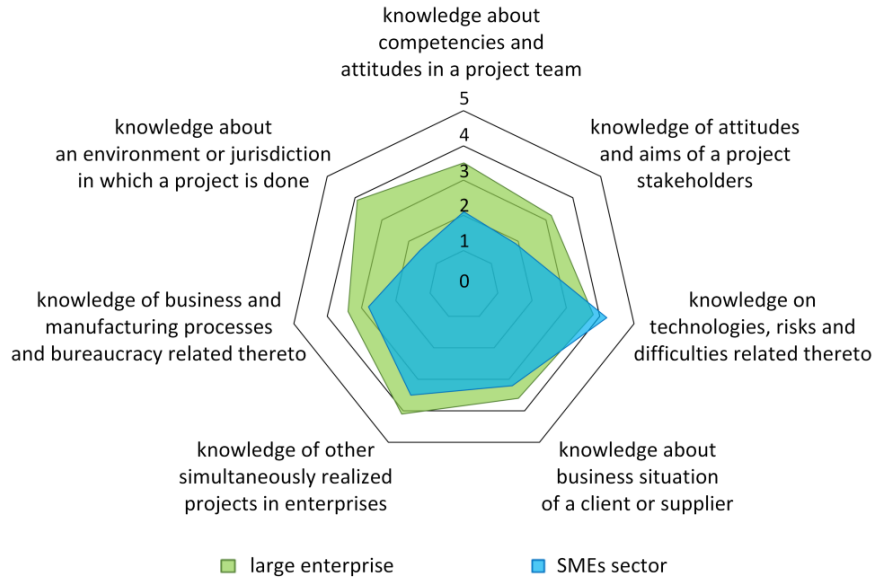 knowledge about
competencies and
attitudes in a project team
knowledge about
an environment or jurisdiction
in which a project is done
knowledge of attitudes
and aims of a project
stakeholders
5
4
3
2
1
0
knowledge of business and
manufacturing processes
and bureaucracy related thereto
knowledge on
technologies, risks and
difficulties related thereto
knowledge of other
simultaneously realized
projects in enterprises
knowledge about
business situation
of a client or supplier
large enterprise
SMEs sector